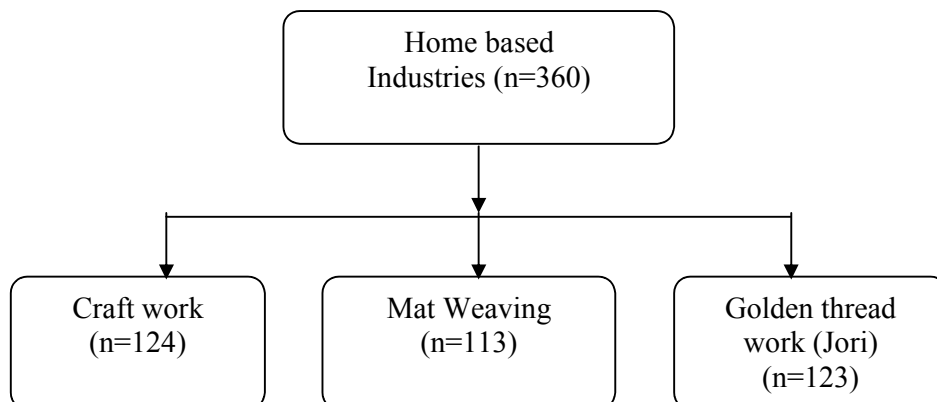 Home based
Industries (n=360)
Craft work
(n=124)
Mat Weaving
(n=113)
Golden thread
work (Jori)
(n=123)